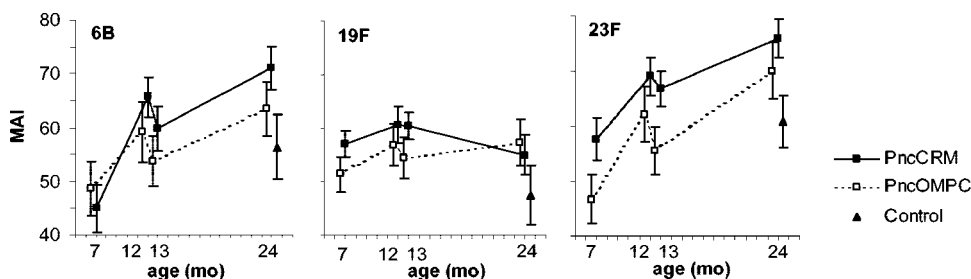 80
70
60
50
40
MAI
6B
7 12 13 24
age (mo)
19F
7 12 13 24
age (mo)
23F
7 12 13 24
age (mo)
PncCRM
PncOMPC
Control